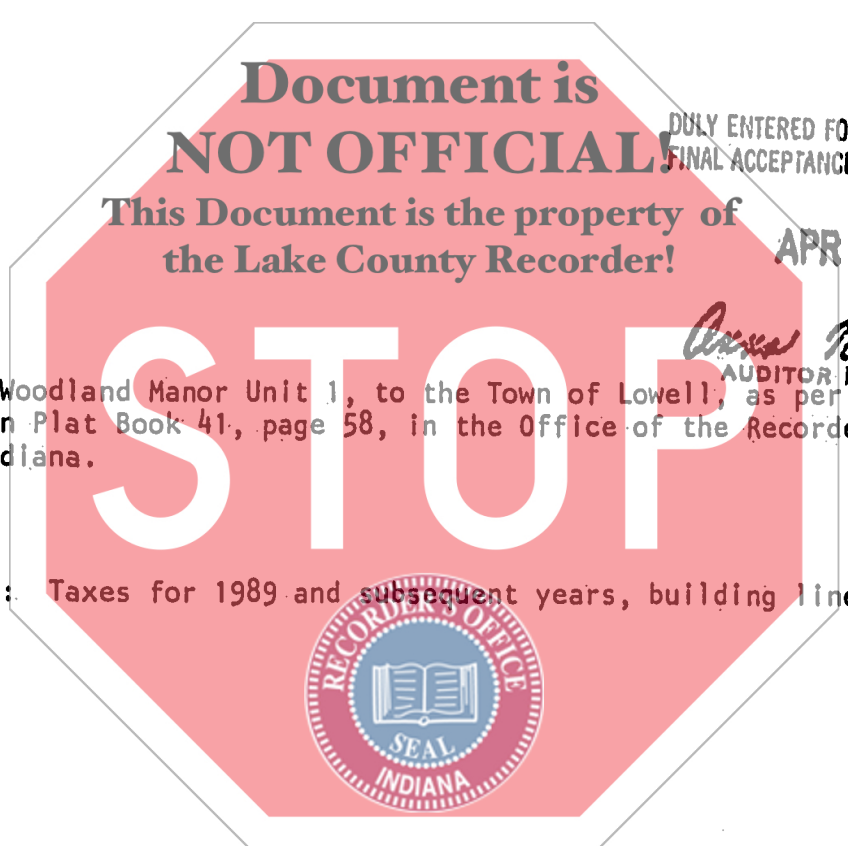 Document is
NOT OFFICIAL!
This Document is the property of
the Lake County Recorder!
DULY ENTERED FO
FINAL ACCEPTANCE
APR
STOP
AUDITOR
Woodland Manor Unit 1, to the Town of Lowell, as per
n Plat Book 41, page 58, in the Office of the Recorde
diana.
: Taxes for 1989 and subsequent years, building line
RECORDER'S OFFICE
SEAL
INDIANA